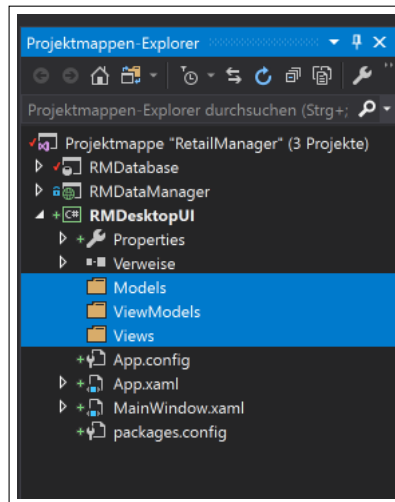 Projektmappen-Explorer
Projektmappen-Explorer durchsuchen (Strg+;
Projektmappe "RetailManager" (3 Projekte)
RMDatabase
RMDataManager
C# RMDesktopUI
Properties
Verweise
Models
ViewModels
Views
App.config
App.xaml
MainWindow.xaml
packages.config